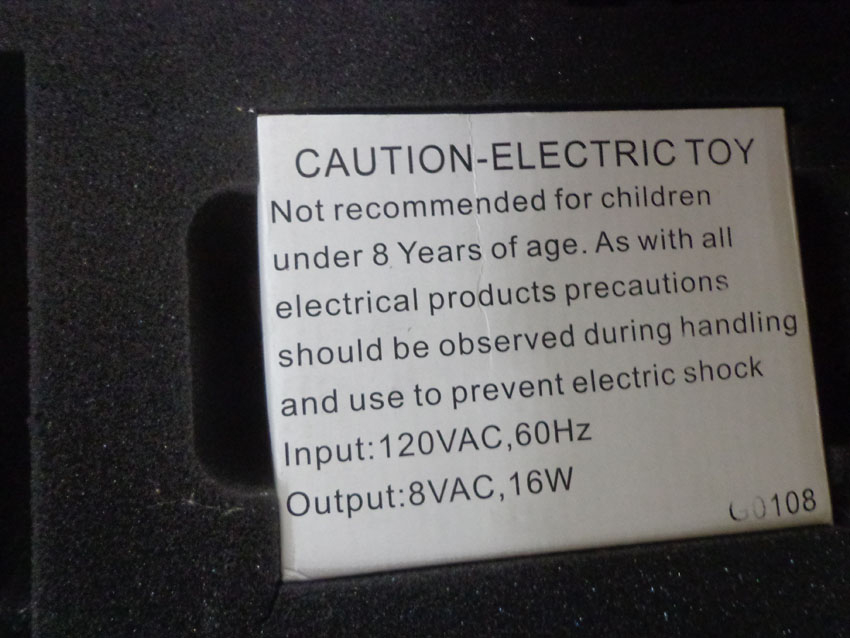 CAUTION-ELECTRIC TOY
Not recommended for children
under 8 Years of age. As with all
electrical products precautions
should be observed during handling
and use to prevent electric shock
Input:120VAC,60Hz
Output:8VAC,16W
G0108